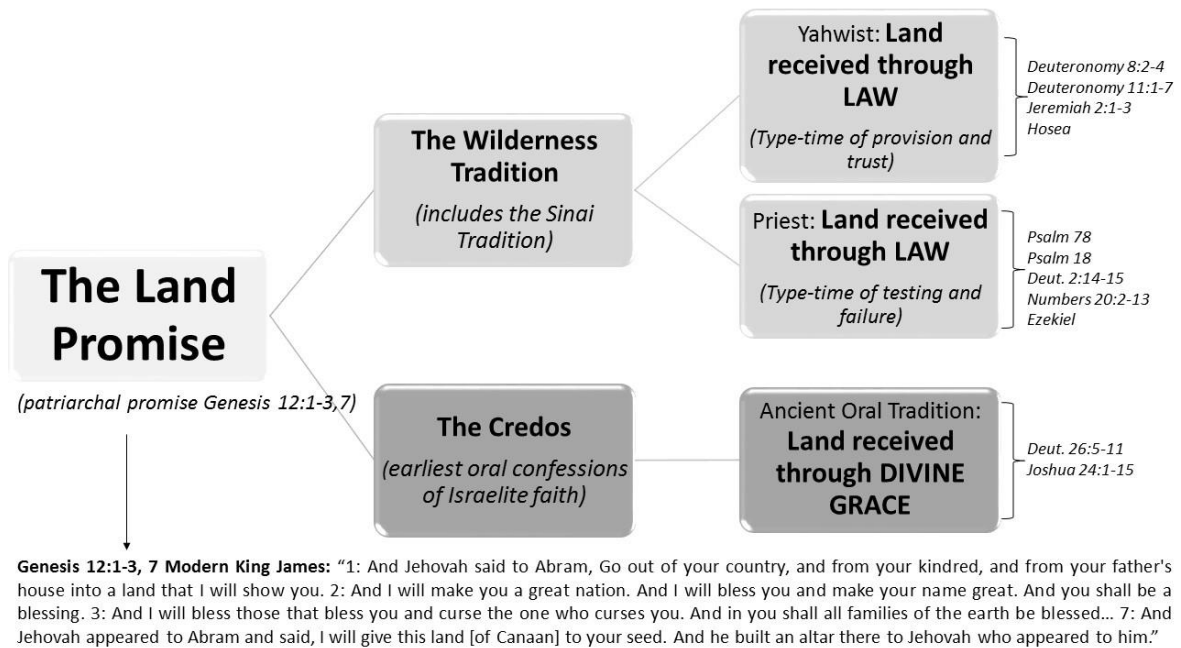 The Land
Promise
(patriarchal promise Genesis 12:1-3,7)
The Wilderness
Tradition
(includes the Sinai
Tradition)
Yahwist: Land
received through
LAW
(Type-time of provision and
trust)
Deuteronomy 8:2-4
Deuteronomy 11:1-7
Jeremiah 2:1-3
Hosea
Priest: Land received
through LAW
(Type-time of testing and
failure)
Psalm 78
Psalm 18
Deut. 2:14-15
Numbers 20:2-13
Ezekiel
The Credos
(earliest oral confessions
of Israelite faith)
Ancient Oral Tradition:
Land received
through DIVINE
GRACE
Deut. 26:5-11
Joshua 24:1-15
Genesis 12:1-3, 7 Modern King James: “1: And Jehovah said to Abram, Go out of your country, and from your kindred, and from your father's
house into a land that I will show you. 2: And I will make you a great nation. And I will bless you and make your name great. And you shall be a
blessing. 3: And I will bless those that bless you and curse the one who curses you. And in you shall all families of the earth be blessed… 7: And
Jehovah appeared to Abram and said, I will give this land [of Canaan] to your seed. And he built an altar there to Jehovah who appeared to him.”